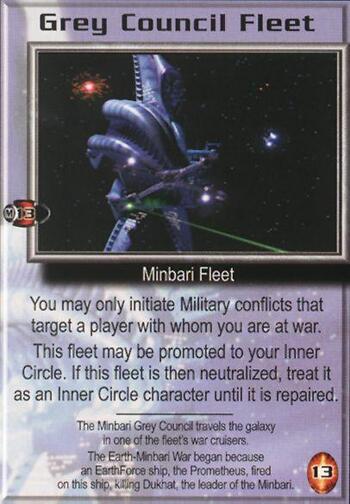 Grey Council Fleet
M 13
Minbari Fleet
You may only initiate Military conflicts that
target a player with whom you are at war.
This fleet may be promoted to your Inner
Circle. If this fleet is then neutralized, treat it
as an Inner Circle character until it is repaired.
The Minbari Grey Council travels the galaxy
in one of the fleet's war cruisers.
The Earth-Minbari War began because
an EarthForce ship, the Prometheus, fired
on this ship, killing Dukhat, the leader of the Minbari.
13